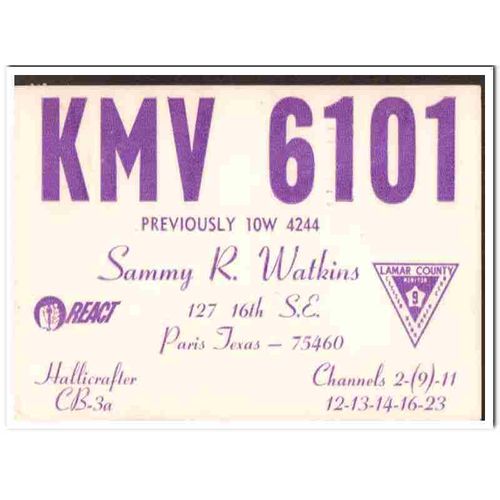 KMV 6101
PREVIOUSLY 10W 4244
Sammy R. Watkins
127 16th S.E.
Paris Texas - 75460
REACT
LAMAR COUNTY
MONITOR
9
Hallicrafter
CB-3a
Channels 2-(9)-11
12-13-14-16-23